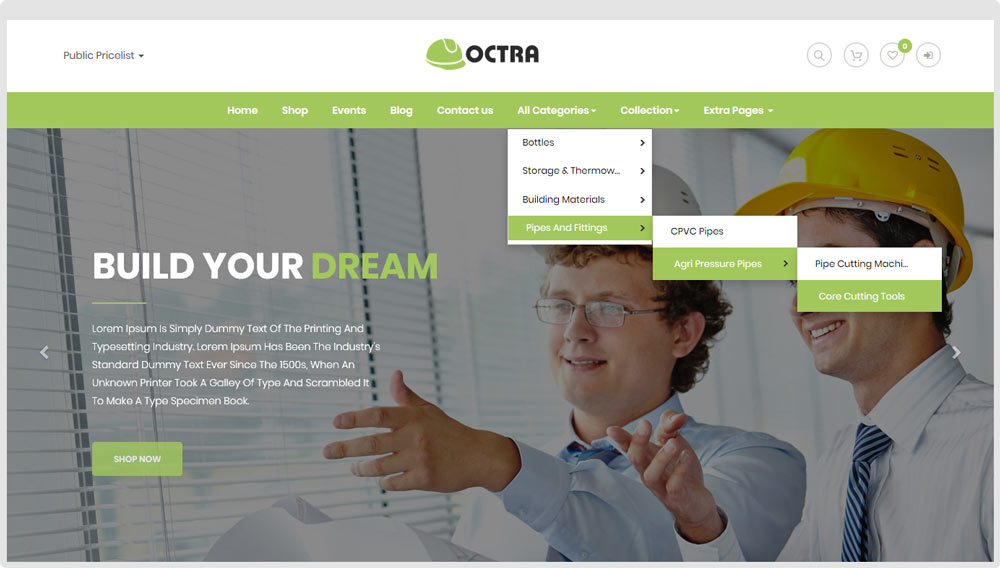 Public Pricelist
OCTRA
0
Home Shop Events Blog Contact us All Categories Collection Extra Pages
Bottles
Storage & Thermow...
Building Materials
Pipes And Fittings
CPVC Pipes
Agri Pressure Pipes
Pipe Cutting Machi...
Core Cutting Tools
BUILD YOUR DREAM
Lorem Ipsum Is Simply Dummy Text Of The Printing And
Typesetting Industry. Lorem Ipsum Has Been The Industry's
Standard Dummy Text Ever Since The 1500s, When An
Unknown Printer Took A Galley Of Type And Scrambled It
To Make A Type Specimen Book.
SHOP NOW